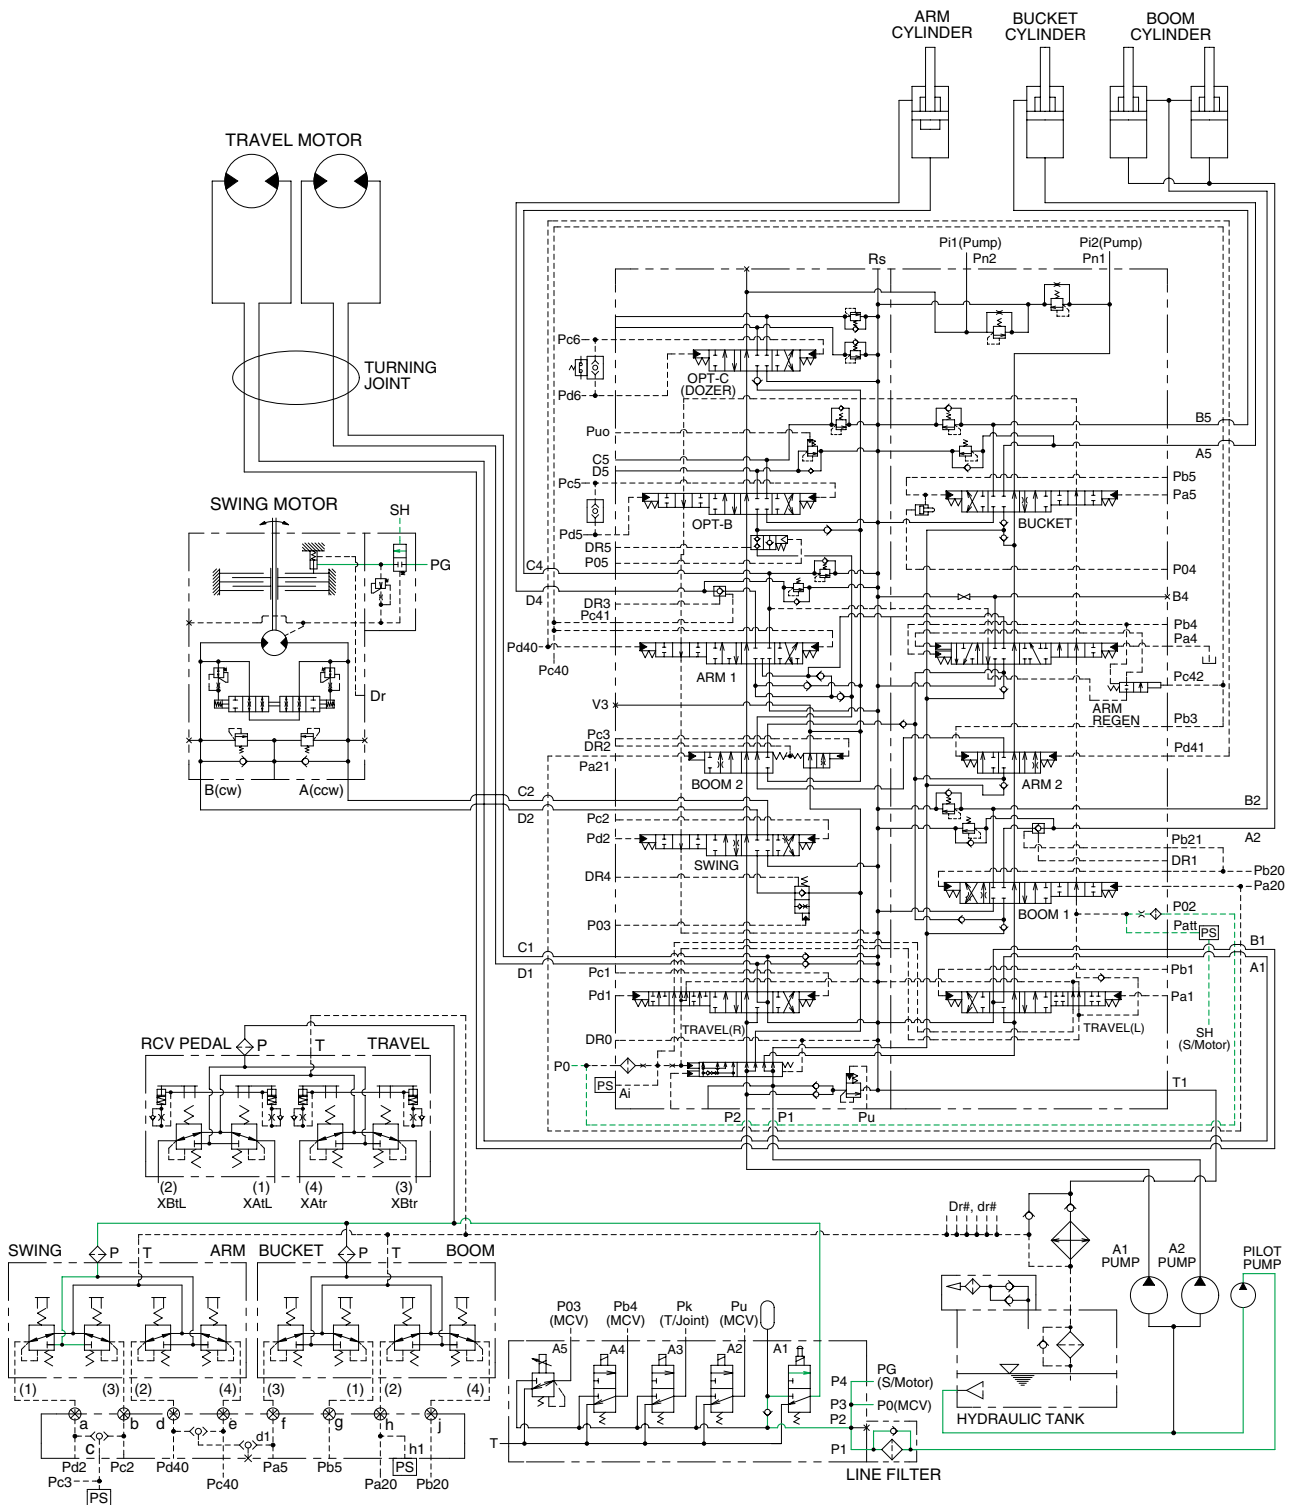 ARM
CYLINDER
BUCKET
CYLINDER
BOOM
CYLINDER
TRAVEL MOTOR
TURNING
JOINT
Pi1(Pump)
Pn2
Pi2(Pump)
Pn1
Rs
Pc6
OPT-C
(DOZER)
Pd6
Puo
C5
D5
Pc5
OPT-B
Pd5
DR5
P05
C4
D4
DR3
Pc41
Pd40
Pc40
ARM 1
V3
Pc3
DR2
Pa21
BOOM 2
C2
D2
Pc2
Pd2
SWING
DR4
P03
C1
D1
Pc1
Pd1
TRAVEL(R)
DR0
P0
PS
Ai
P2
P1
Pu
B5
A5
Pb5
Pa5
BUCKET
P04
B4
Pb4
Pa4
Pc42
ARM
REGEN
Pb3
Pd41
ARM 2
B2
A2
Pb21
DR1
Pb20
Pa20
BOOM 1
P02
Patt
PS
B1
A1
Pb1
Pa1
TRAVEL(L)
SH
(S/Motor)
T1
SWING MOTOR
SH
PG
Dr
B(cw)
A(ccw)
RCV PEDAL
P
T
TRAVEL
(2)
XBtL
(1)
XAtL
(4)
XAtr
(3)
XBtr
SWING
P
T
ARM
BUCKET
P
T
BOOM
(1)
(3)
(2)
(4)
(3)
(1)
(2)
(4)
a
b
d
e
f
g
h
j
c
d1
h1
Pd2
Pc2
Pd40
Pa5
Pb5
PS
Pc3
Pc40
Pa20
Pb20
PS
P03
(MCV)
Pb4
(MCV)
Pk
(T/Joint)
Pu
(MCV)
A5
A4
A3
A2
A1
T
P4
PG
(S/Motor)
P3
P0(MCV)
P2
P1
LINE FILTER
Dr#, dr#
A1
PUMP
A2
PUMP
PILOT
PUMP
HYDRAULIC TANK